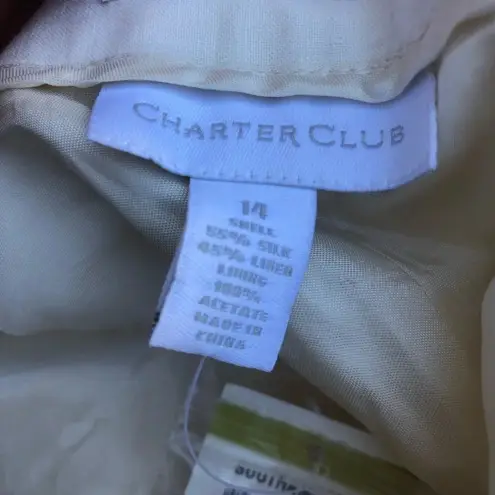 CHARTER CLUB
14
SHELL
55% SILK
45% LINEN
LINING
100%
ACETATE
MADE IN
CHINA